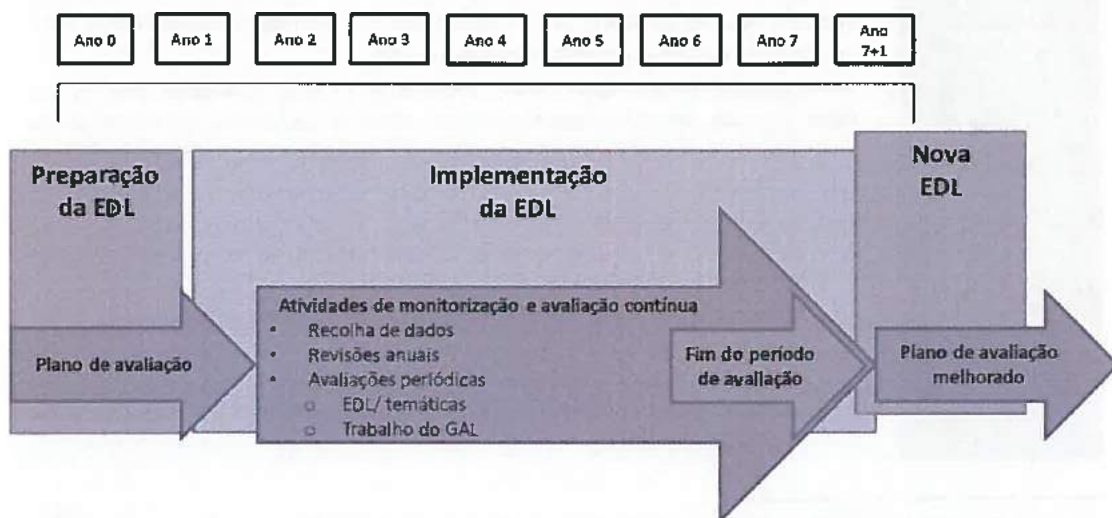 Ano 0
Ano 1
Ano 2
Ano 3
Ano 4
Ano 5
Ano 6
Ano 7
Ano
7+1
Preparação
da EDL
Implementação
da EDL
Nova
EDL
Plano de avaliação
Atividades de monitorização e avaliação contínua
• Recolha de dados
• Revisões anuais
• Avaliações periódicas
o EDL/ temáticas
o Trabalho do GAL
Fim do período
de avaliação
Plano de avaliação
melhorado